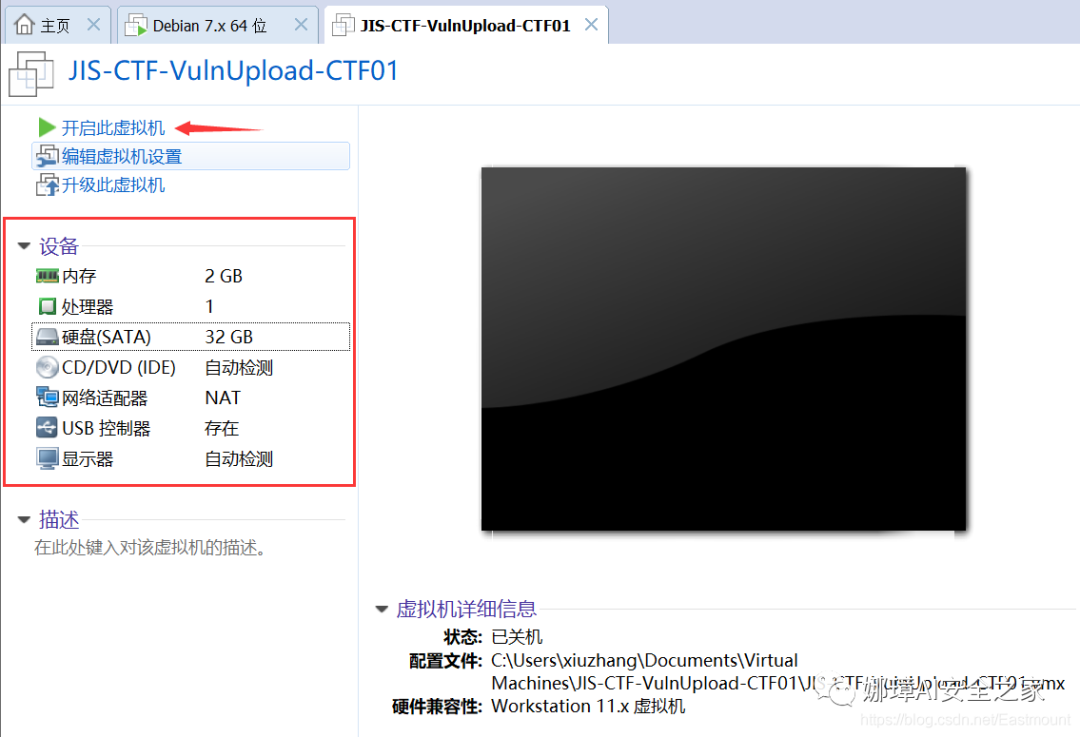 主页
Debian 7.x 64 位
JIS-CTF-VulnUpload-CTF01
JIS-CTF-VulnUpload-CTF01
开启此虚拟机
编辑虚拟机设置
升级此虚拟机
设备
内存 2 GB
处理器 1
硬盘(SATA) 32 GB
CD/DVD (IDE) 自动检测
网络适配器 NAT
USB 控制器 存在
显示器 自动检测
描述
在此处键入对该虚拟机的描述。
虚拟机详细信息
状态: 已关机
配置文件: C:\Users\xiuzhang\Documents\Virtual
Machines\JIS-CTF-VulnUpload-CTF01\JIS-CTF-VulnUpload-CTF01.vmx
硬件兼容性: Workstation 11.x 虚拟机
娜璋AI安全之家
https://blog.csdn.net/Eastmount